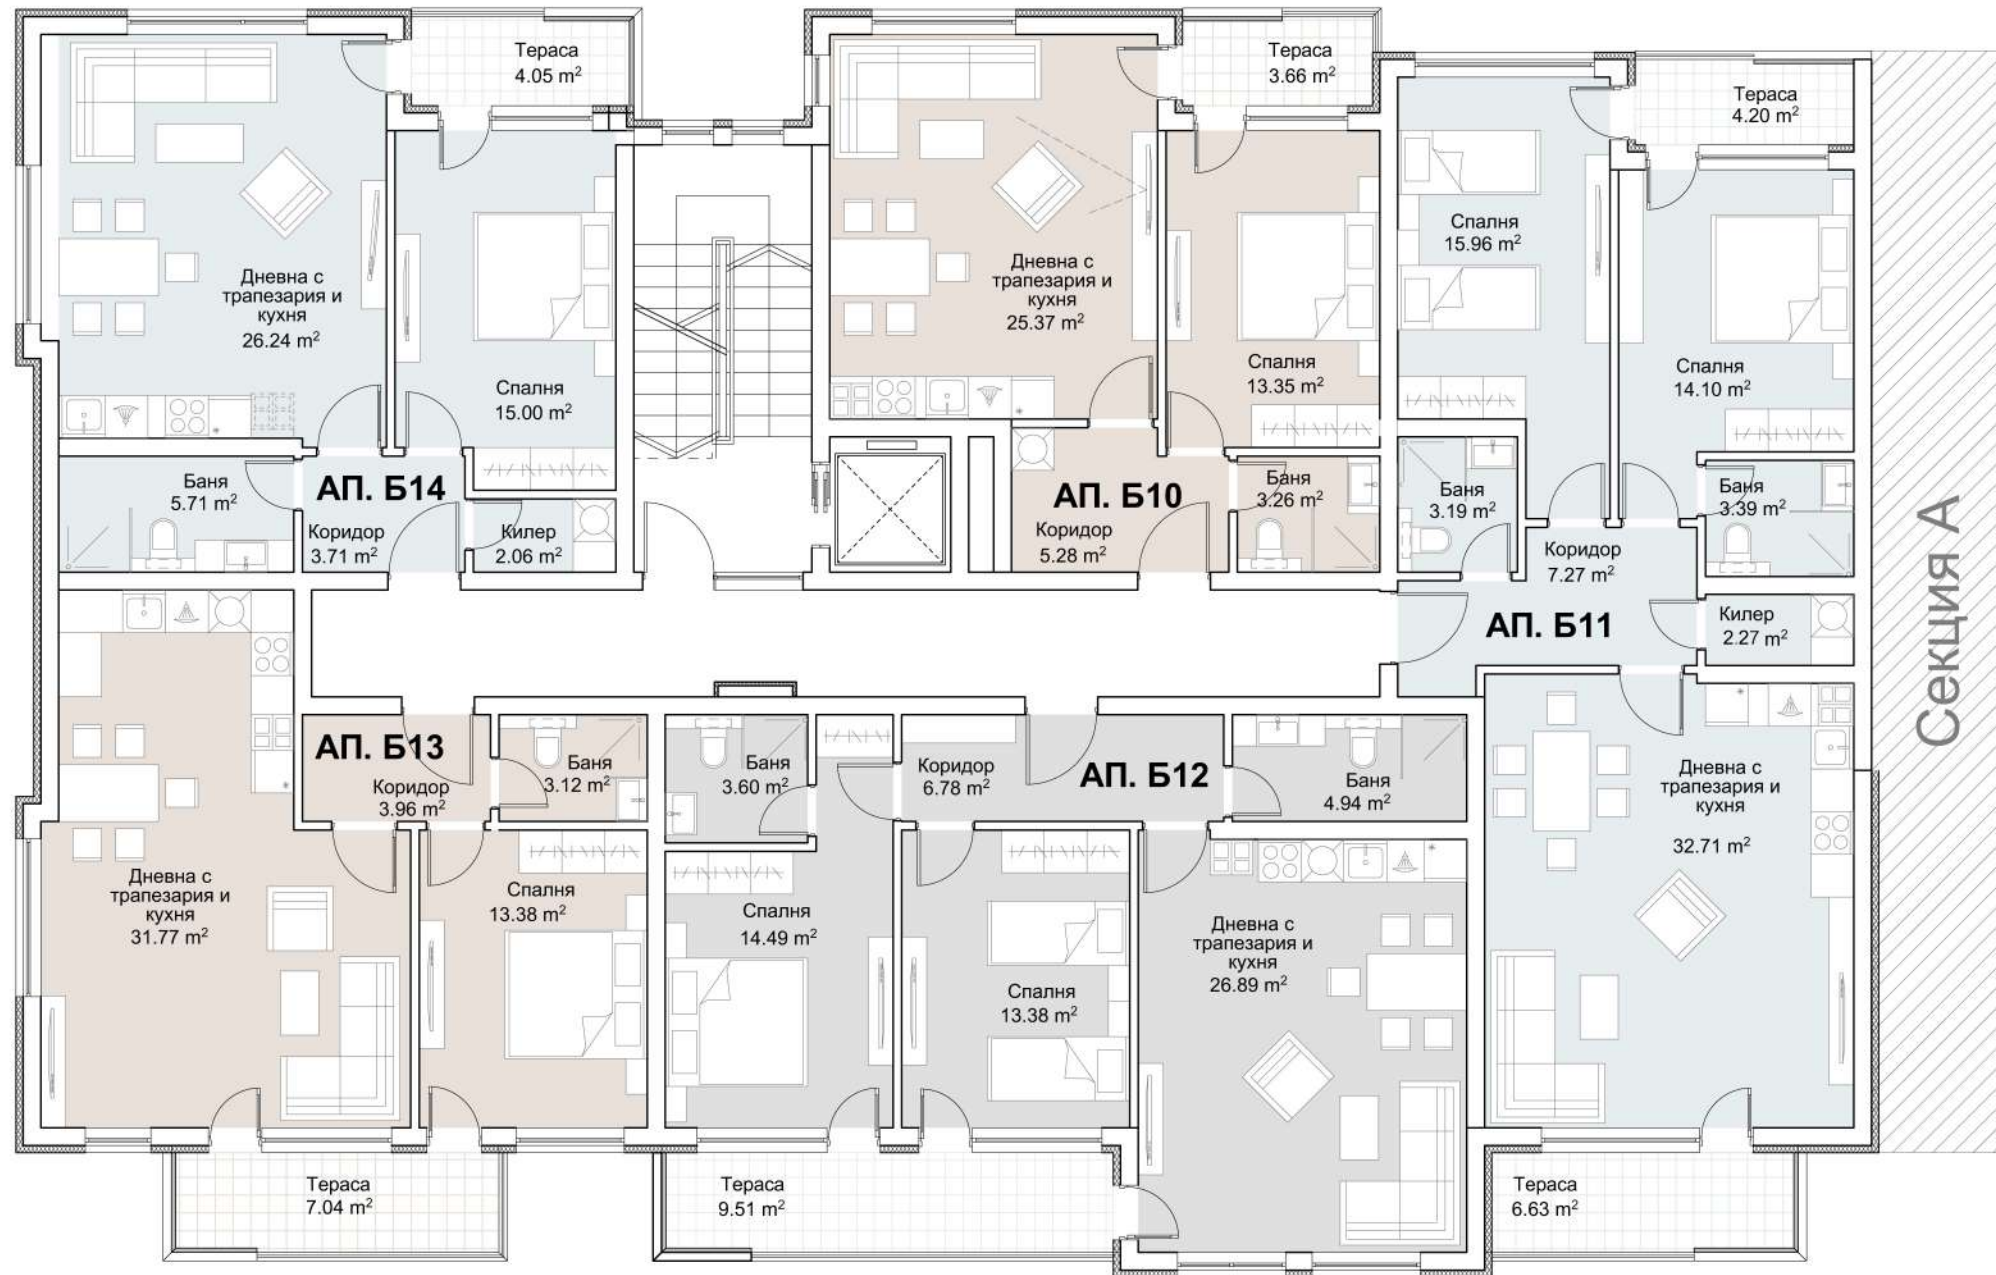 Тераса
4.05 m²
Тераса
3.66 m²
Тераса
4.20 m²
Дневна с
трапезария и
кухня
26.24 m²
Спалня
15.00 m²
Дневна с
трапезария и
кухня
25.37 m²
Спалня
13.35 m²
Спалня
15.96 m²
Спалня
14.10 m²
Баня
5.71 m²
АП. Б14
Коридор
3.71 m²
Килер
2.06 m²
АП. Б10
Коридор
5.28 m²
Баня
3.26 m²
Баня
3.19 m²
Коридор
7.27 m²
Баня
3.39 m²
АП. Б11
Килер
2.27 m²
Секция А
АП. Б13
Коридор
3.96 m²
Баня
3.12 m²
Баня
3.60 m²
Коридор
6.78 m²
АП. Б12
Баня
4.94 m²
Дневна с
трапезария и
кухня
32.71 m²
Дневна с
трапезария и
кухня
31.77 m²
Спалня
13.38 m²
Спалня
14.49 m²
Спалня
13.38 m²
Дневна с
трапезария и
кухня
26.89 m²
Тераса
7.04 m²
Тераса
9.51 m²
Тераса
6.63 m²